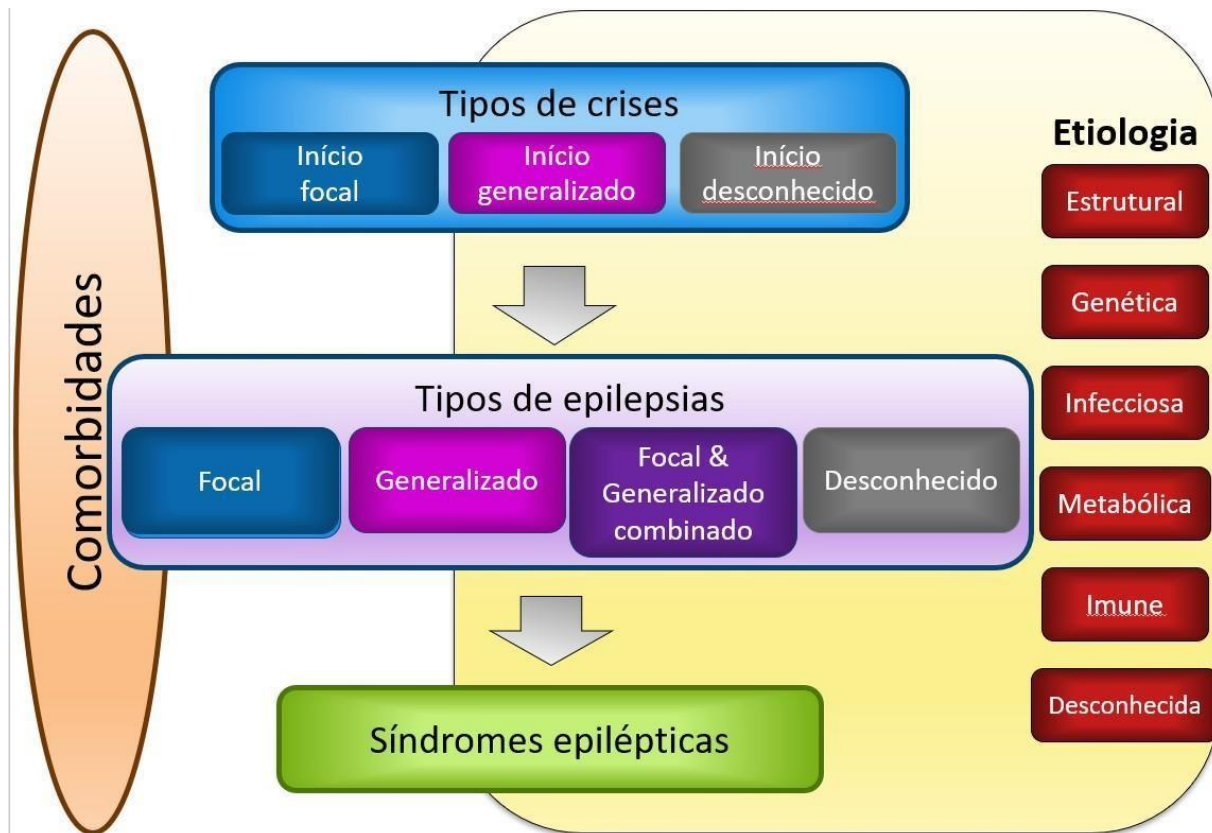 Comorbidades
Tipos de crises
Início
focal
Início
generalizado
Início
desconhecido
Tipos de epilepsias
Focal
Generalizado
Focal &
Generalizado
combinado
Desconhecido
Síndromes epilépticas
Etiologia
Estrutural
Genética
Infecciosa
Metabólica
Imune
Desconhecida